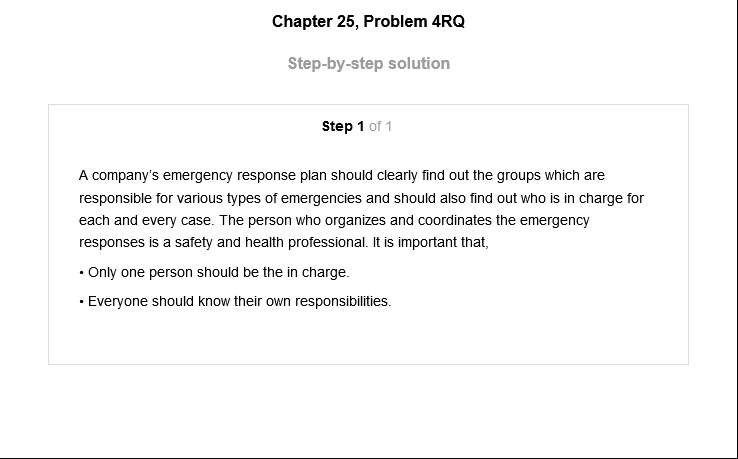 Chapter 25, Problem 4RQ
Step-by-step solution
Step 1 of 1
A company's emergency response plan should clearly find out the groups which are
responsible for various types of emergencies and should also find out who is in charge for
each and every case. The person who organizes and coordinates the emergency
responses is a safety and health professional. It is important that,
• Only one person should be the in charge.
• Everyone should know their own responsibilities.